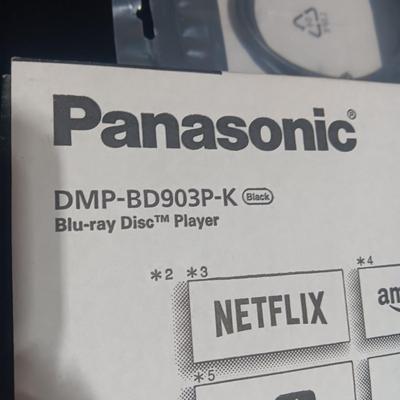 Panasonic®
DMP-BD903P-K Black
Blu-ray Disc™ Player
*2 *3 *4
NETFLIX
*5